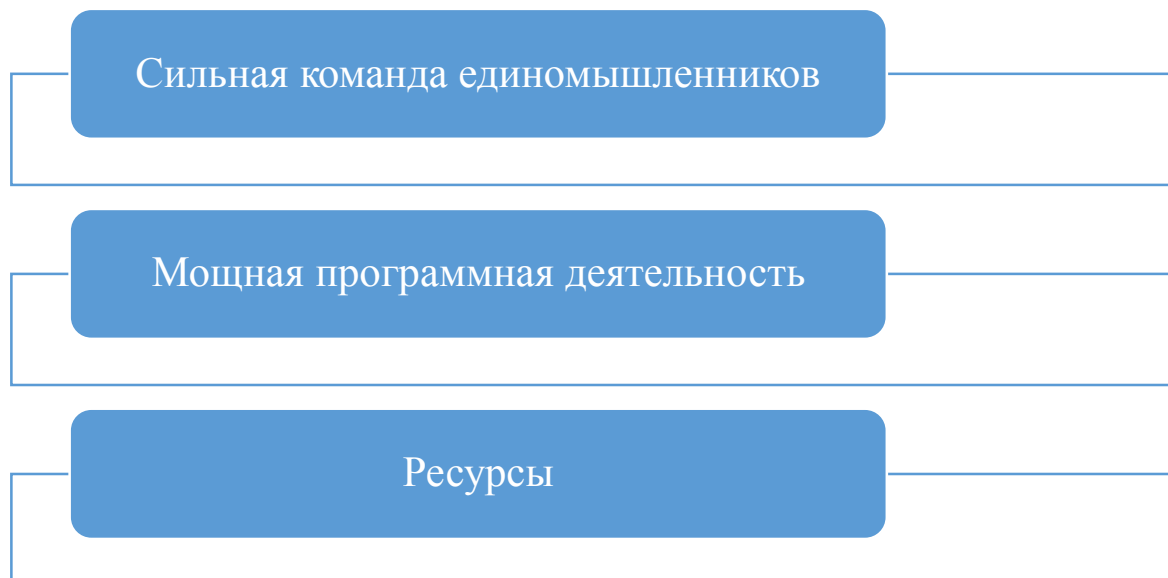 Сильная команда единомышленников
Мощная программная деятельность
Ресурсы